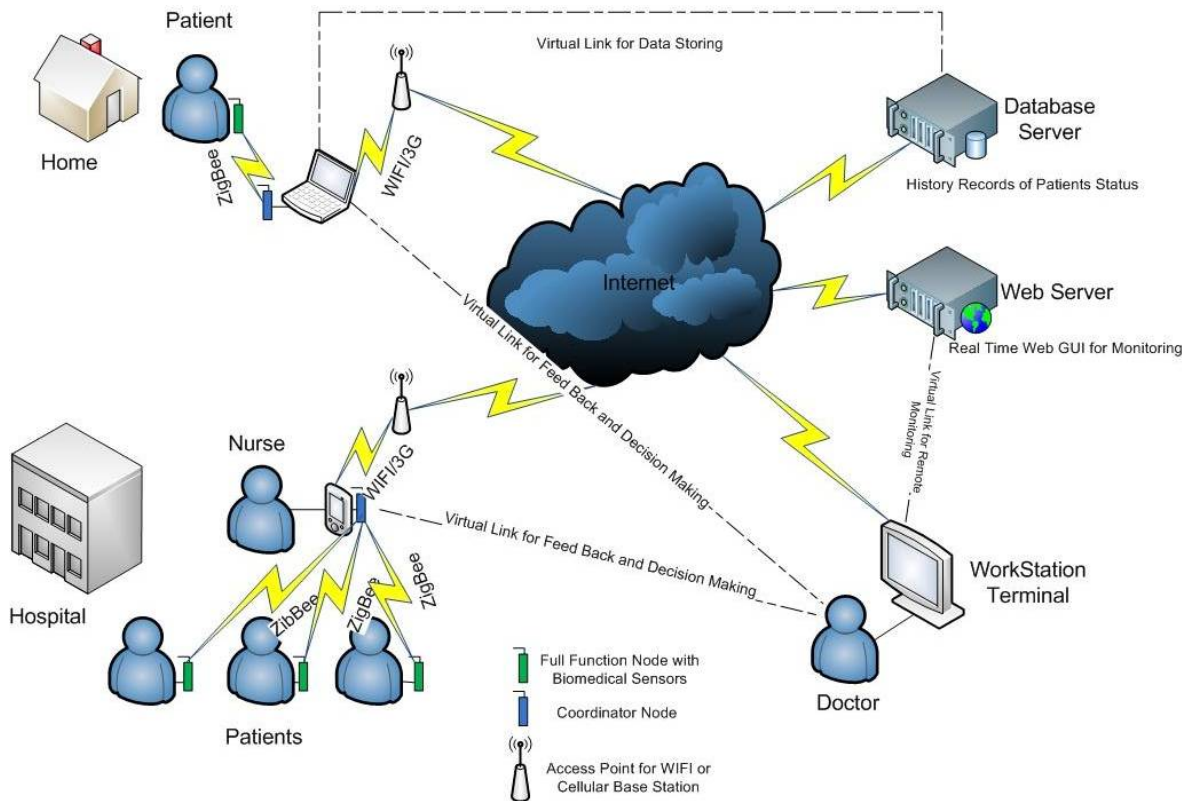 Patient
Virtual Link for Data Storing
Database
Server
Home
ZigBee
WIFI/3G
History Records of Patients Status
Internet
Web Server
Real Time Web GUI for Monitoring
Virtual Link for Feed Back and Decision Making
Virtual Link for Remote
Monitoring
Nurse
WIFI/3G
Virtual Link for Feed Back and Decision Making
Hospital
ZibBee
ZigBee
ZigBee
WorkStation
Terminal
Full Function Node with
Biomedical Sensors
Doctor
Coordinator Node
Patients
Access Point for WIFI or
Cellular Base Station